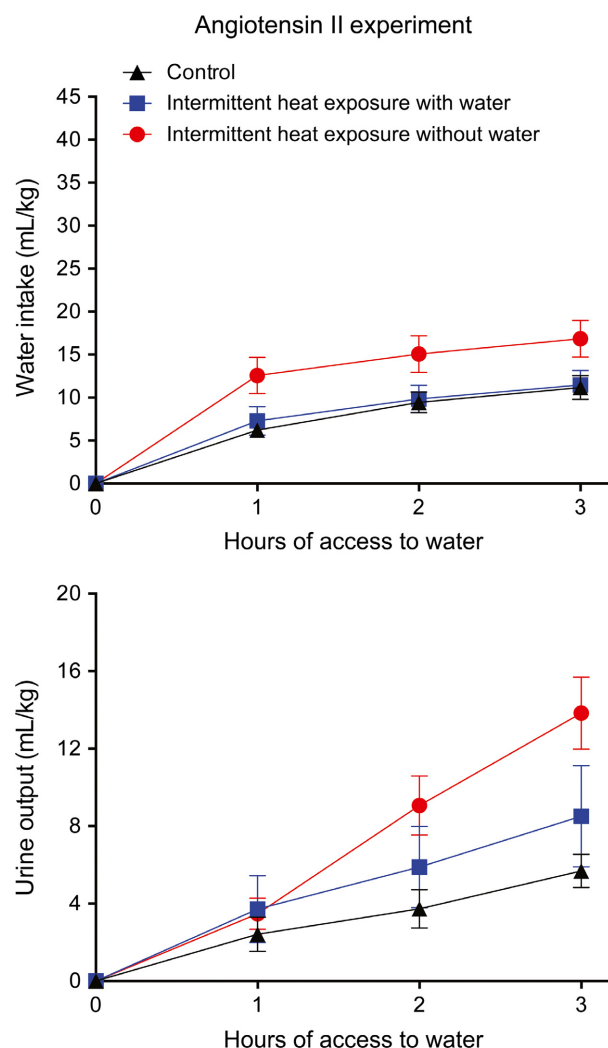 Angiotensin II experiment
Control
Intermittent heat exposure with water
Intermittent heat exposure without water
Water intake (mL/kg)
45
40
35
30
25
20
15
10
5
0
0 1 2 3
Hours of access to water
Urine output (mL/kg)
20
16
12
8
4
0
0 1 2 3
Hours of access to water